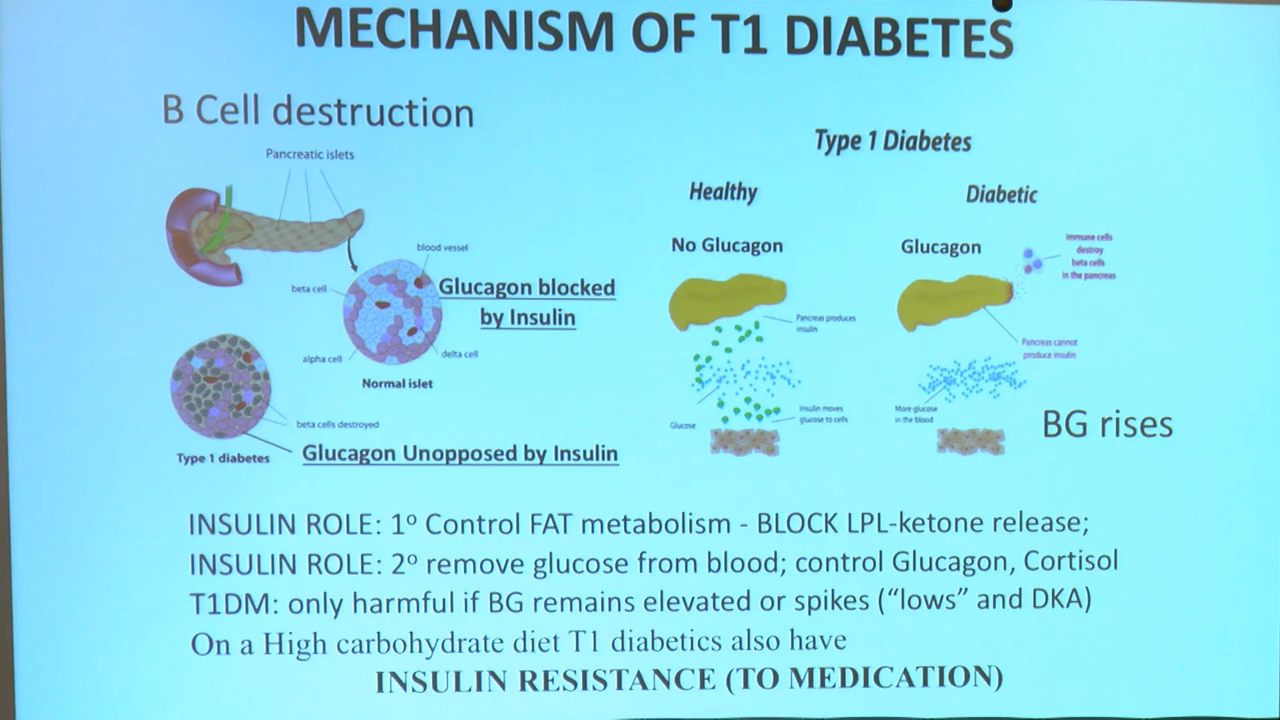 MECHANISM OF T1 DIABETES
B Cell destruction
Pancreatic islets
blood vessel
beta cell
Glucagon blocked
by Insulin
alpha cell
delta cell
Normal islet
beta cells destroyed
Type 1 diabetes
Glucagon Unopposed by Insulin
Type 1 Diabetes
Healthy
Diabetic
No Glucagon
Glucagon
Immune cells
destroy
beta cells
in the pancreas
Pancreas produces
insulin
Pancreas cannot
produce insulin
Glucose
Insulin moves
glucose to cells
More glucose
in the blood
BG rises
INSULIN ROLE: 1º Control FAT metabolism - BLOCK LPL-ketone release;
INSULIN ROLE: 2º remove glucose from blood; control Glucagon, Cortisol
T1DM: only harmful if BG remains elevated or spikes (“lows” and DKA)
On a High carbohydrate diet T1 diabetics also have
INSULIN RESISTANCE (TO MEDICATION)